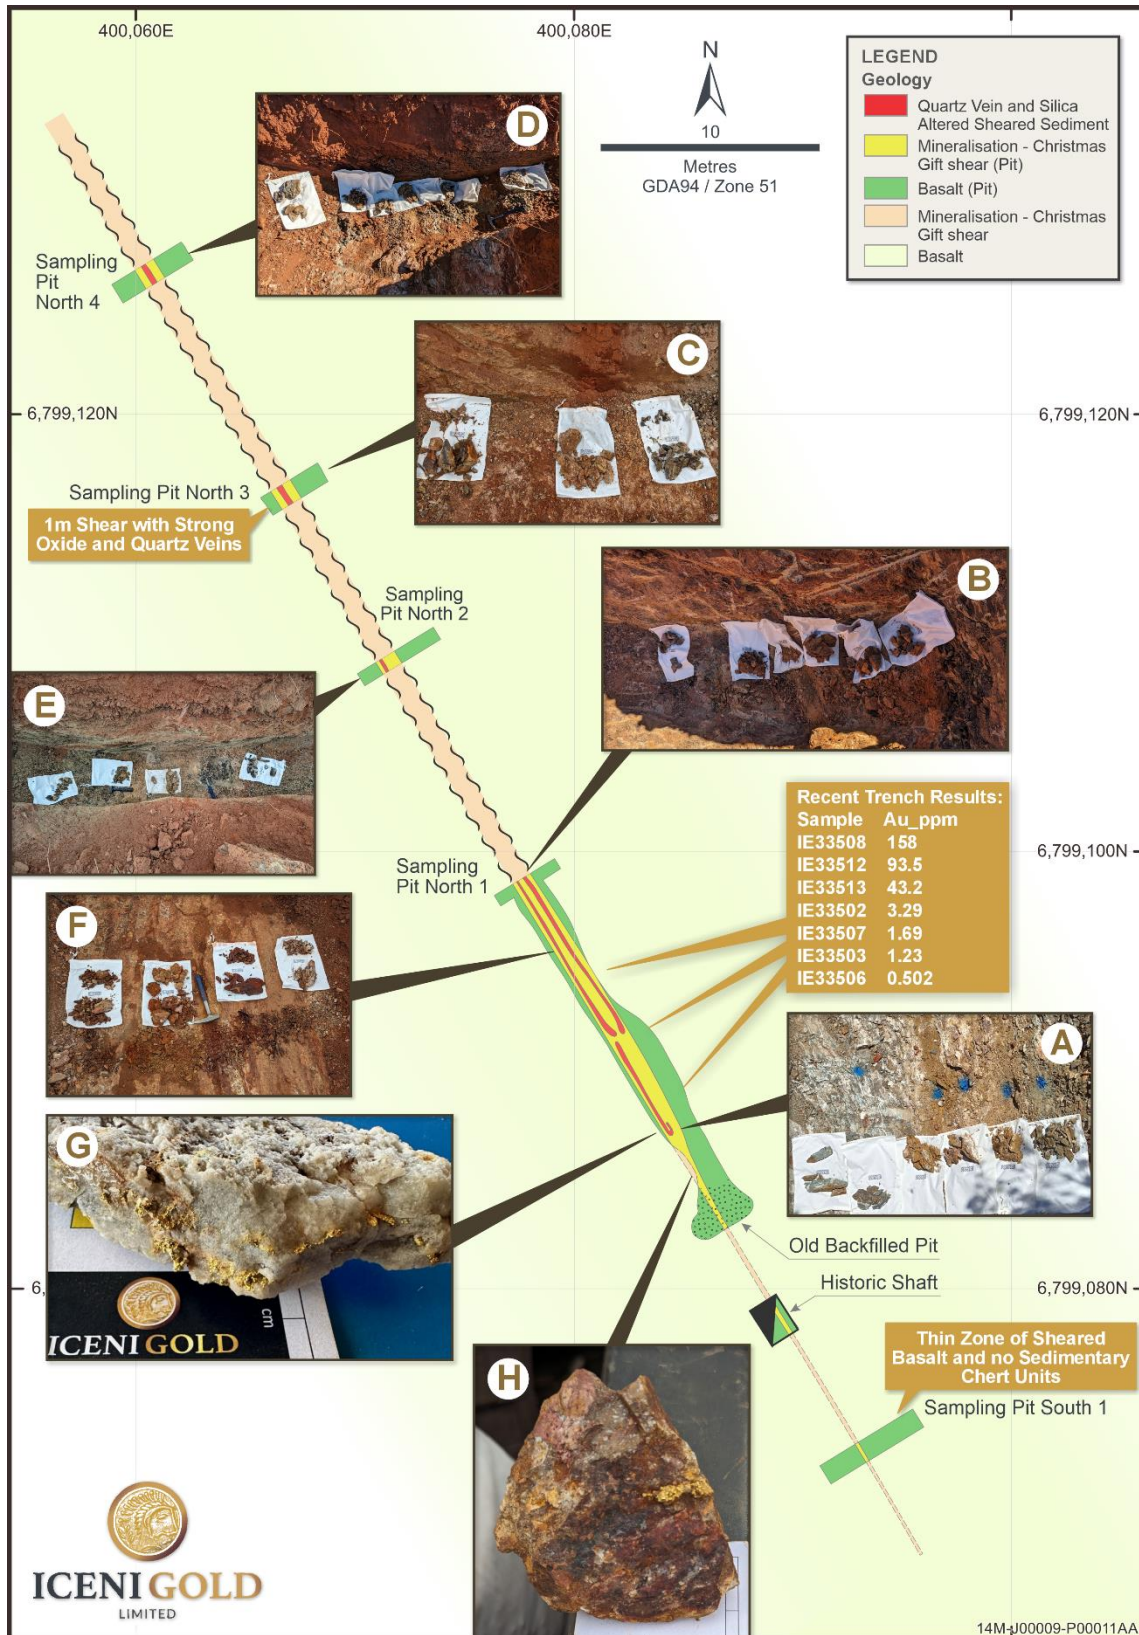 400,060E
400,080E
N
10
Metres
GDA94 / Zone 51
LEGEND
Geology
Quartz Vein and Silica
Altered Sheared Sediment
Mineralisation - Christmas
Gift shear (Pit)
Basalt (Pit)
Mineralisation - Christmas
Gift shear
Basalt
D
Sampling
Pit
North 4
C
6,799,120N
6,799,120N
Sampling Pit North 3
1m Shear with Strong
Oxide and Quartz Veins
B
Sampling
Pit North 2
E
Recent Trench Results:
Sample Au_ppm
IE33508 158
IE33512 93.5
IE33513 43.2
IE33502 3.29
IE33507 1.69
IE33503 1.23
IE33506 0.502
6,799,100N
Sampling
Pit North 1
F
A
G
cm
ICENI GOLD
Old Backfilled Pit
Historic Shaft
6,
6,799,080N
Thin Zone of Sheared
Basalt and no Sedimentary
Chert Units
Sampling Pit South 1
H
ICENI GOLD
LIMITED
14M-J00009-P00011AA